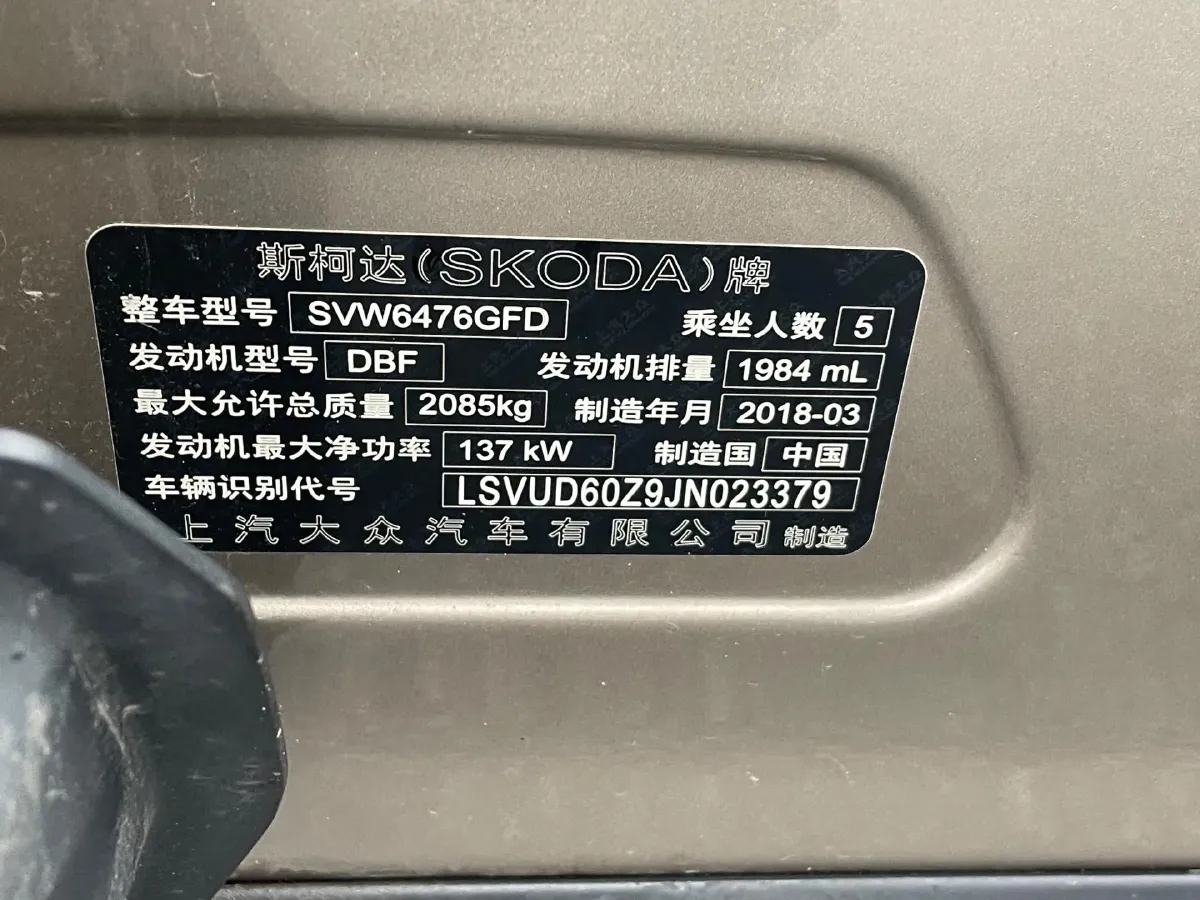 斯柯达(SKODA)牌
整车型号 SVW6476GFD 乘坐人数 5
发动机型号 DBF 发动机排量 1984 mL
最大允许总质量 2085kg 制造年月 2018-03
发动机最大净功率 137 kW 制造国 中国
车辆识别代号 LSVUD60Z9JN023379
上汽大众汽车有限公司 制造